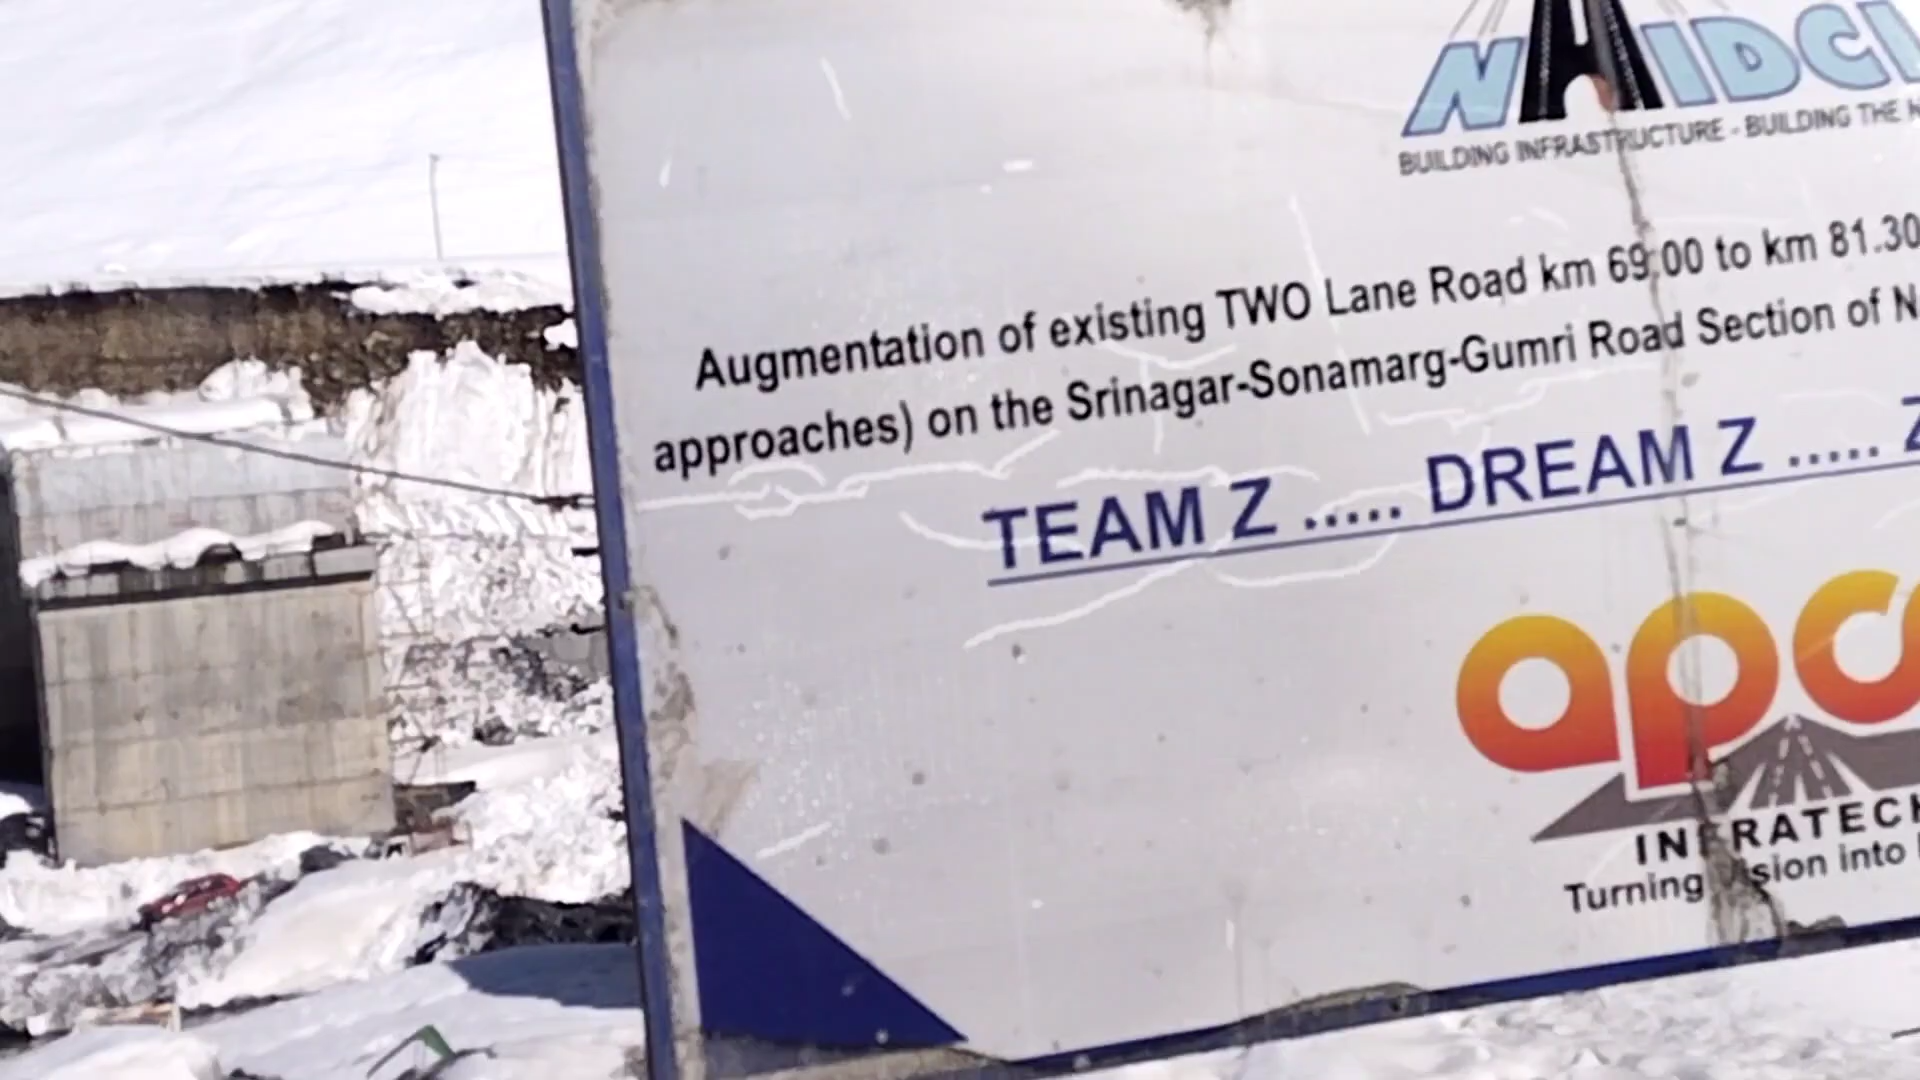 NHIDCL
BUILDING INFRASTRUCTURE - BUILDING THE
Augmentation of existing TWO Lane Road km 69.00 to km 81.30
approaches) on the Srinagar-Sonamarg-Gumri Road Section of N
TEAM Z ..... DREAM Z ..... Z
apco
INFRATECH
Turning Vision into